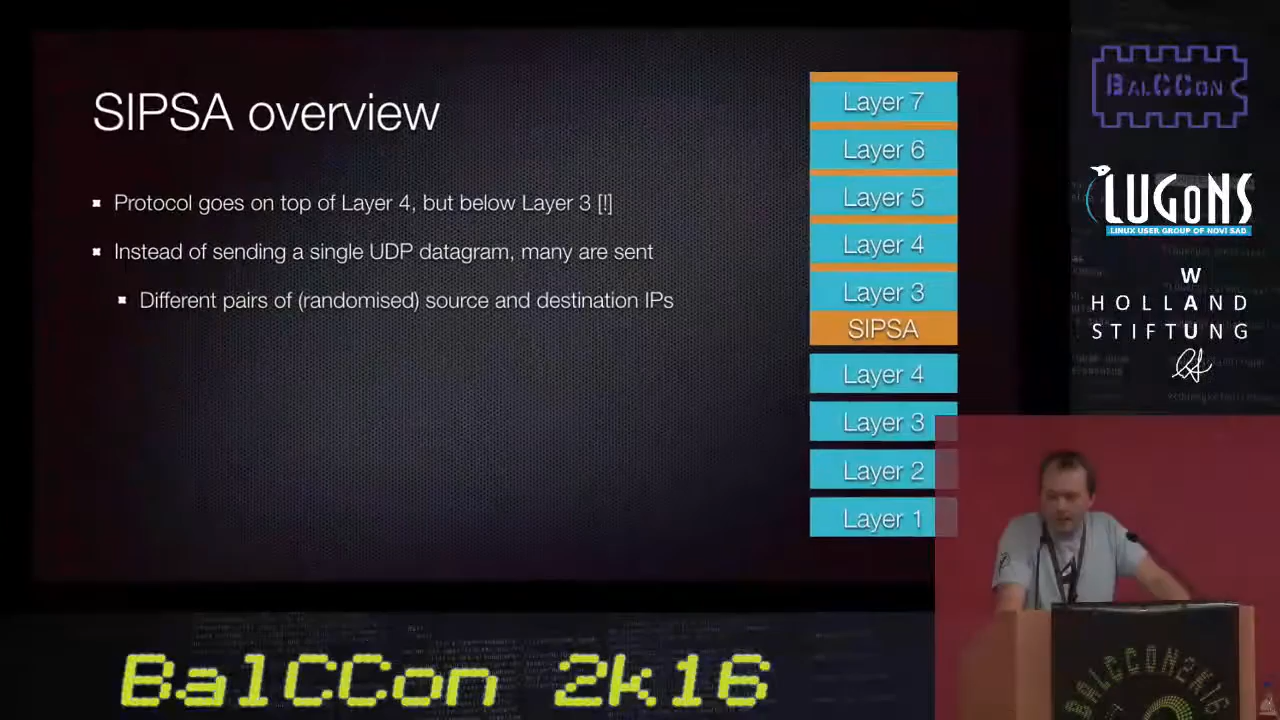 SIPSA overview
Protocol goes on top of Layer 4, but below Layer 3 [!]
Instead of sending a single UDP datagram, many are sent
Different pairs of (randomised) source and destination IPs
Layer 7
Layer 6
Layer 5
Layer 4
Layer 3
SIPSA
Layer 4
Layer 3
Layer 2
Layer 1
BALCCON
LUGoNS
LINUX USER GROUP OF NOVI SAD
W
HOLLAND
STIFTUNG
BalCCon 2k16
BALCCON2K16